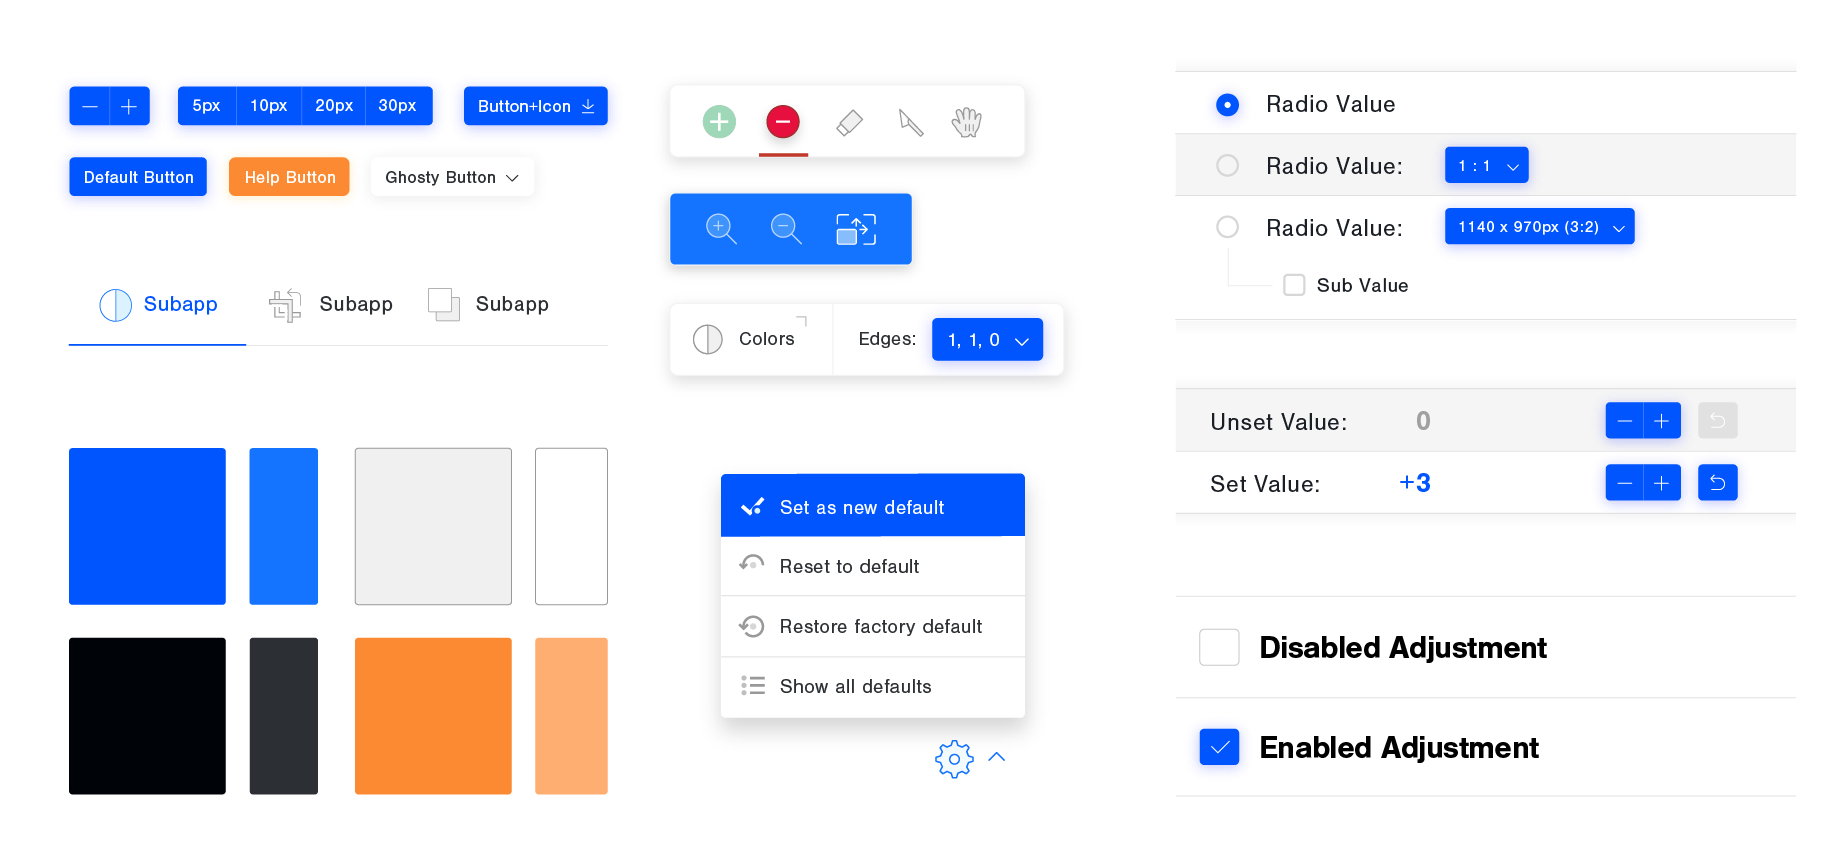 5px 10px 20px 30px
Button+Icon
Default Button
Help Button
Ghosty Button
Subapp
Subapp
Subapp
Colors
Edges: 1, 1, 0
Set as new default
Reset to default
Restore factory default
Show all defaults
Radio Value
Radio Value: 1 : 1
Radio Value: 1140 x 970px (3:2)
Sub Value
Unset Value: 0
Set Value: +3
Disabled Adjustment
Enabled Adjustment